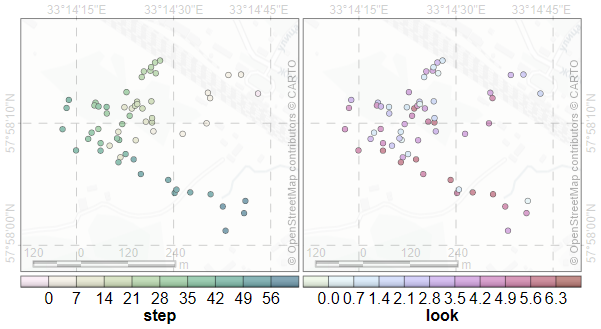 33°14'15"E 33°14'30"E 33°14'45"E 33°14'15"E 33°14'30"E 33°14'45"E
57°58'10"N 57°58'10"N
57°58'00"N 57°58'00"N
© OpenStreetMap contributors © CARTO
© OpenStreetMap contributors © CARTO
120 0 120 240 m
120 0 120 240 m
0 7 14 21 28 35 42 49 56
0.0 0.7 1.4 2.1 2.8 3.5 4.2 4.9 5.6 6.3
step
look